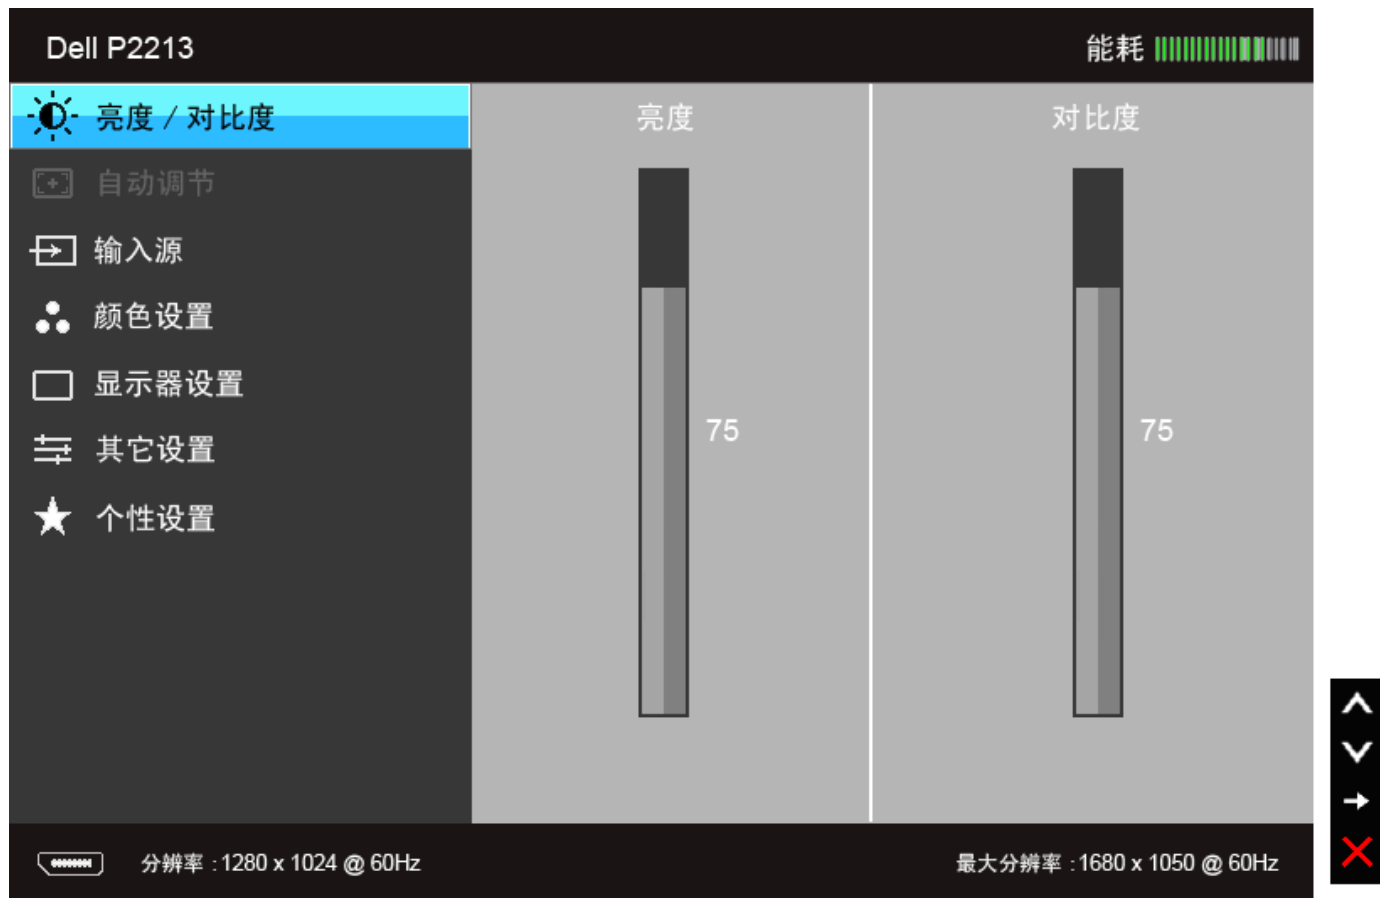 Dell P2213
能耗
亮度 / 对比度
自动调节
输入源
颜色设置
显示器设置
其它设置
个性设置
亮度
75
对比度
75
分辨率 :1280 x 1024 @ 60Hz
最大分辨率 :1680 x 1050 @ 60Hz